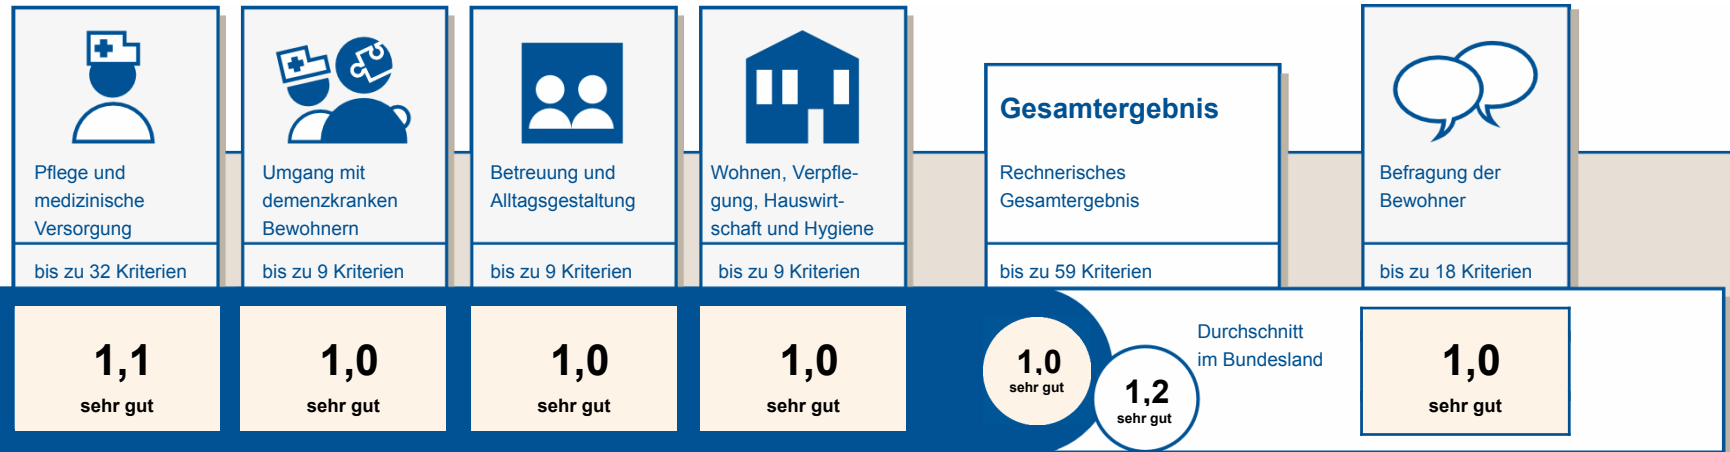 Pflege und
medizinische
Versorgung
bis zu 32 Kriterien
1,1
sehr gut
Umgang mit
demenzkranken
Bewohnern
bis zu 9 Kriterien
1,0
sehr gut
Betreuung und
Alltagsgestaltung
bis zu 9 Kriterien
1,0
sehr gut
Wohnen, Verpfle-
gung, Hauswirt-
schaft und Hygiene
bis zu 9 Kriterien
1,0
sehr gut
Gesamtergebnis
Rechnerisches
Gesamtergebnis
bis zu 59 Kriterien
1,0
sehr gut
1,2
sehr gut
Durchschnitt
im Bundesland
Befragung der
Bewohner
bis zu 18 Kriterien
1,0
sehr gut